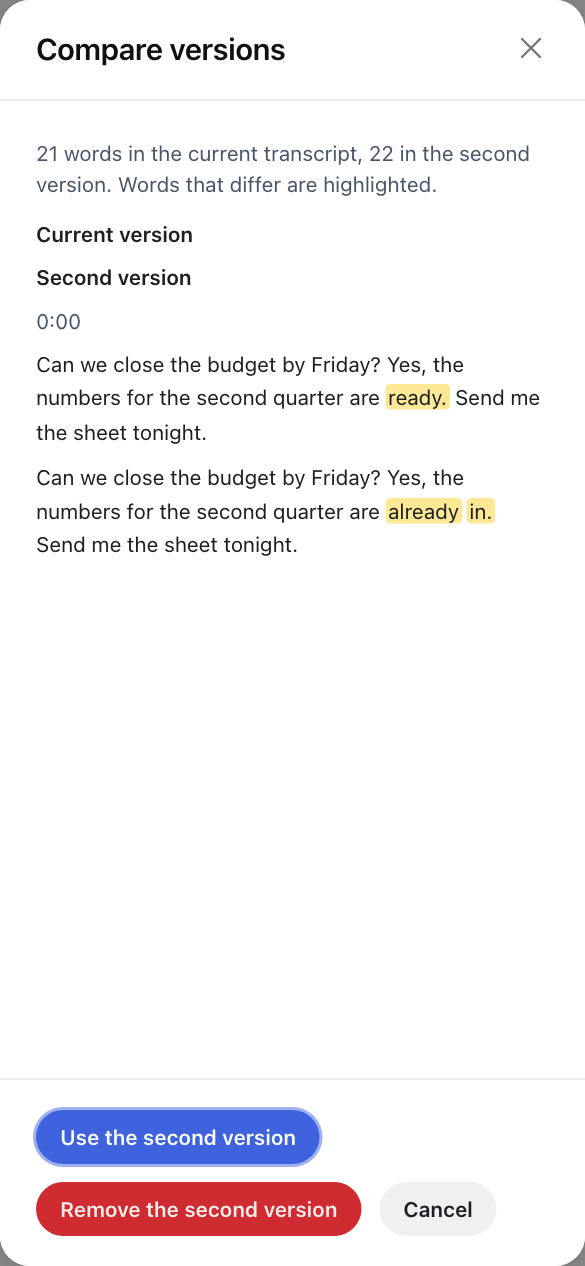 Compare versions
21 words in the current transcript, 22 in the second
version. Words that differ are highlighted.
Current version
Second version
0:00
Can we close the budget by Friday? Yes, the
numbers for the second quarter are ready. Send me
the sheet tonight.
Can we close the budget by Friday? Yes, the
numbers for the second quarter are already in.
Send me the sheet tonight.
Use the second version
Remove the second version
Cancel